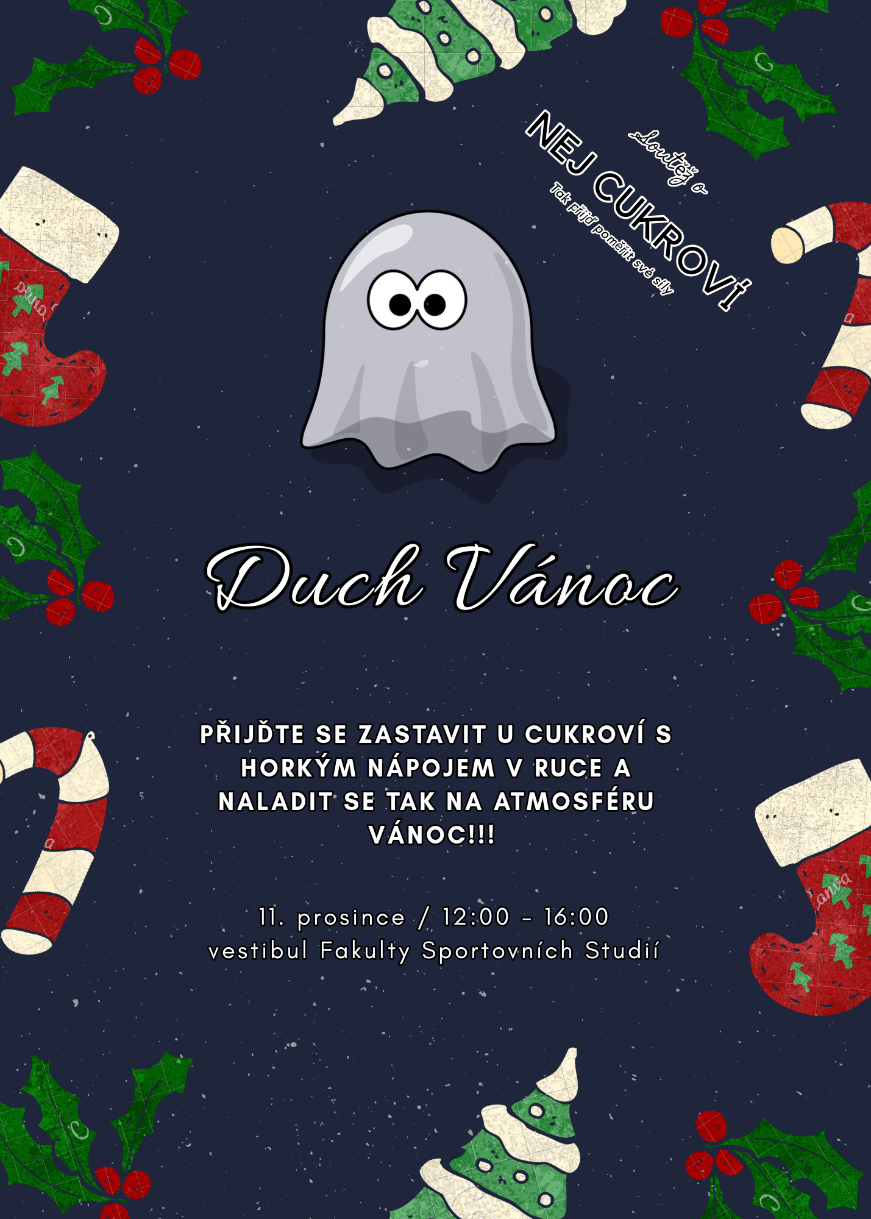 soutěž o
NEJ CUKROVÍ
Tak přijď poměřit své síly
Duch Vánoc
PŘIJĎTE SE ZASTAVIT U CUKROVÍ S
HORKÝM NÁPOJEM V RUCE A
NALADIT SE TAK NA ATMOSFÉRU
VÁNOC!!!
11. prosince / 12:00 - 16:00
vestibul Fakulty Sportovních Studií